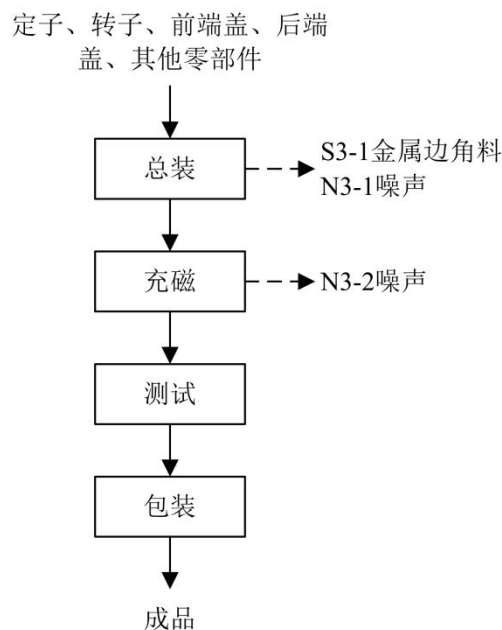 定子、转子、前端盖、后端
盖、其他零部件
总装
S3-1金属边角料
N3-1噪声
充磁
N3-2噪声
测试
包装
成品